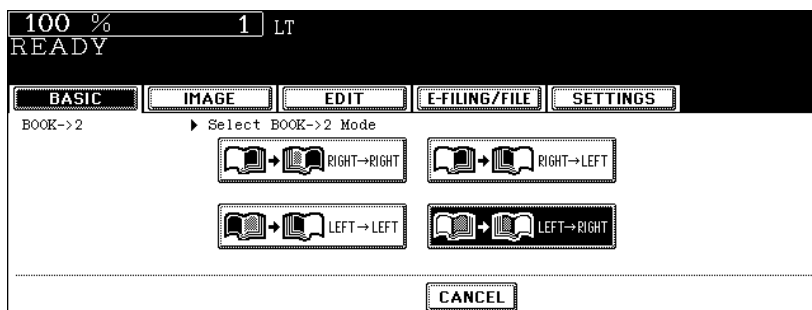 100 % 1 LT
READY
BASIC IMAGE EDIT E-FILING/FILE SETTINGS
BOOK->2 Select BOOK->2 Mode
RIGHT→RIGHT RIGHT→LEFT
LEFT→LEFT LEFT→RIGHT
CANCEL